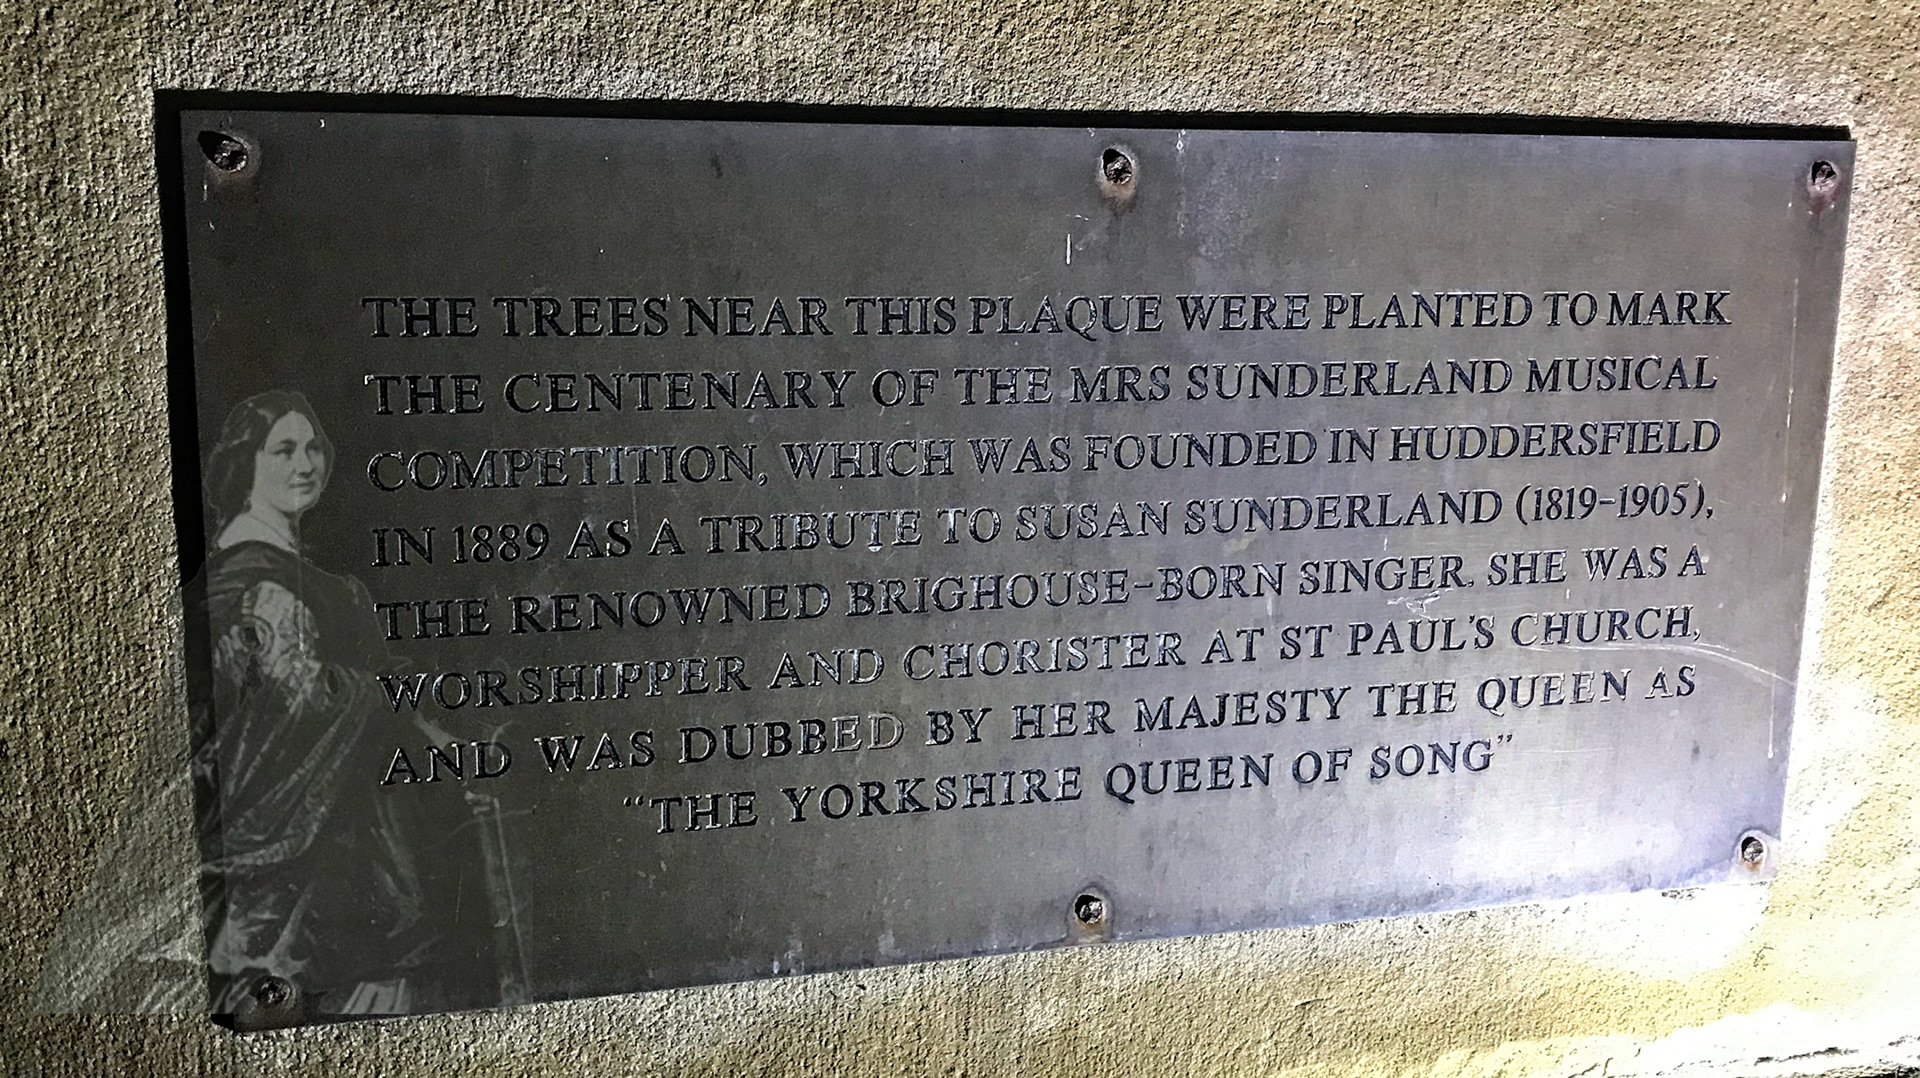 THE TREES NEAR THIS PLAQUE WERE PLANTED TO MARK
THE CENTENARY OF THE MRS SUNDERLAND MUSICAL
COMPETITION, WHICH WAS FOUNDED IN HUDDERSFIELD
IN 1889 AS A TRIBUTE TO SUSAN SUNDERLAND (1819-1905),
THE RENOWNED BRIGHOUSE-BORN SINGER. SHE WAS A
WORSHIPPER AND CHORISTER AT ST PAUL'S CHURCH,
AND WAS DUBBED BY HER MAJESTY THE QUEEN AS
“THE YORKSHIRE QUEEN OF SONG”